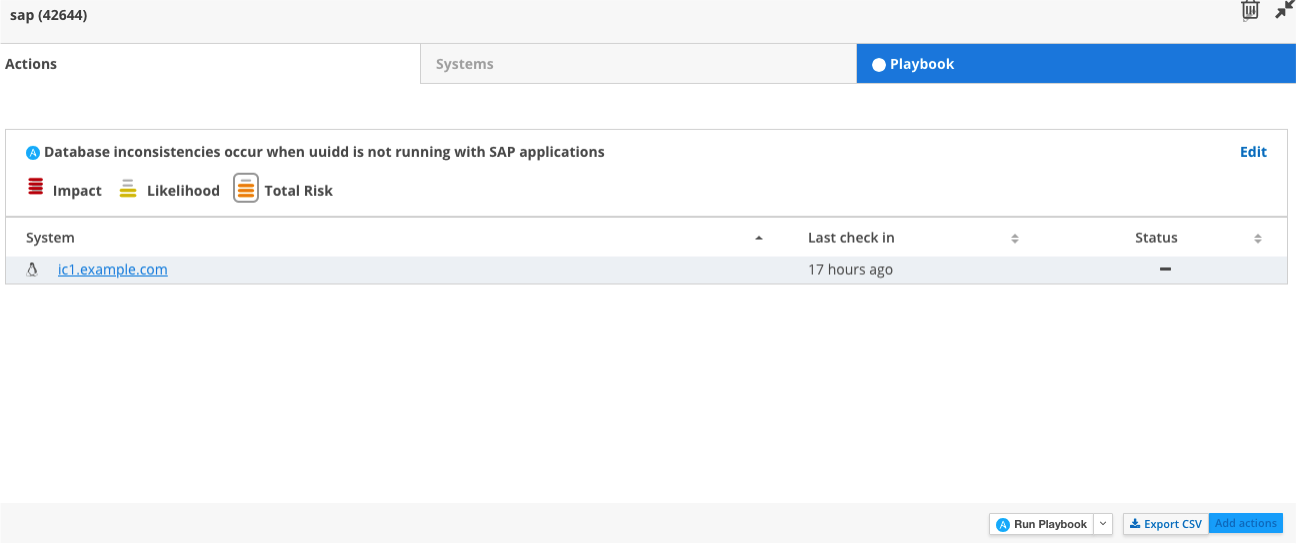 sap (42644)
Actions Systems Playbook
Database inconsistencies occur when uuidd is not running with SAP applications Edit
Impact Likelihood Total Risk
System Last check in Status
ic1.example.com 17 hours ago
Run Playbook Export CSV Add actions